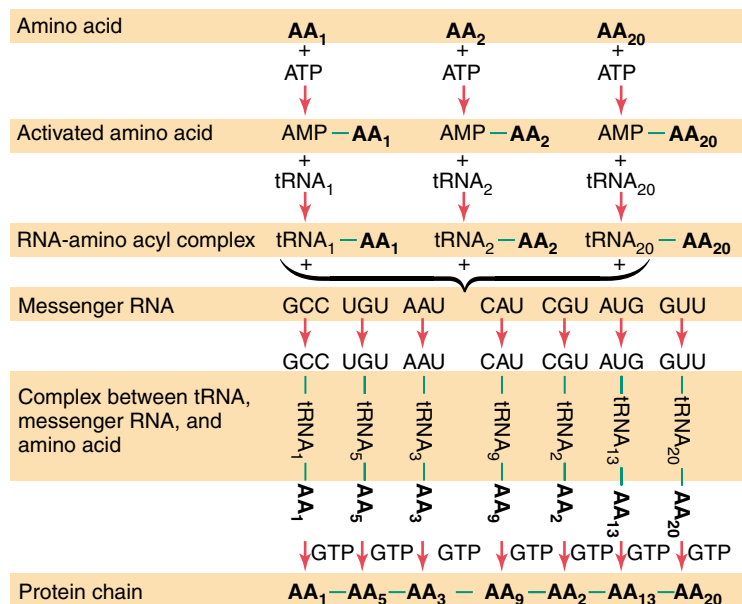 Amino acid AA₁ AA₂ AA₂₀
+ + +
ATP ATP ATP
Activated amino acid AMP – AA₁ AMP – AA₂ AMP – AA₂₀
+ + +
tRNA₁ tRNA₂ tRNA₂₀
RNA-amino acyl complex tRNA₁ – AA₁ tRNA₂ – AA₂ tRNA₂₀ – AA₂₀
+ + +
Messenger RNA GCC UGU AAU CAU CGU AUG GUU
GCC UGU AAU CAU CGU AUG GUU
Complex between tRNA,
messenger RNA, and
amino acid
tRNA₁ tRNA₅ tRNA₃ tRNA₉ tRNA₂ tRNA₁₃ tRNA₂₀
AA₁ AA₅ AA₃ AA₉ AA₂ AA₁₃ AA₂₀
GTP GTP GTP GTP GTP GTP GTP
Protein chain AA₁ – AA₅ – AA₃ – AA₉ – AA₂ – AA₁₃ – AA₂₀